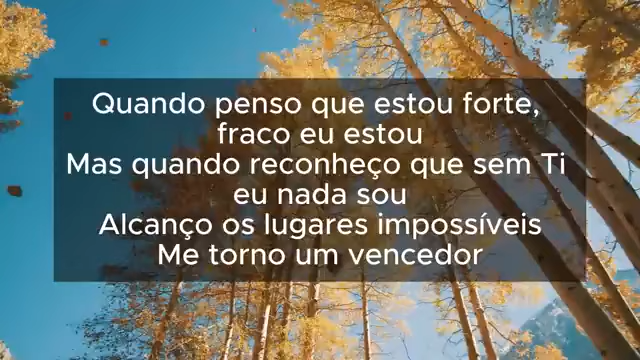 Quando penso que estou forte,
fraco eu estou
Mas quando reconheço que sem Ti
eu nada sou
Alcanço os lugares impossíveis
Me torno um vencedor